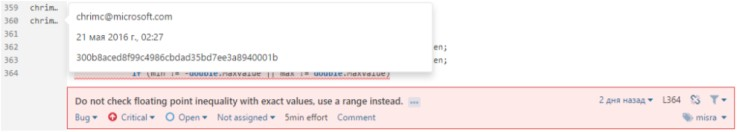 359 chrim…
360 chrim…
chrimc@microsoft.com
361
21 мая 2016 г., 02:27
362 en;
300b8aced8f99c4986cbdad35bd7ee3a8940001b
363 en;
364 if (min != -double.MaxValue || max != double.MaxValue)
Do not check floating point inequality with exact values, use a range instead. ... 2 дня назад L364
Bug Critical Open Not assigned 5min effort Comment misra